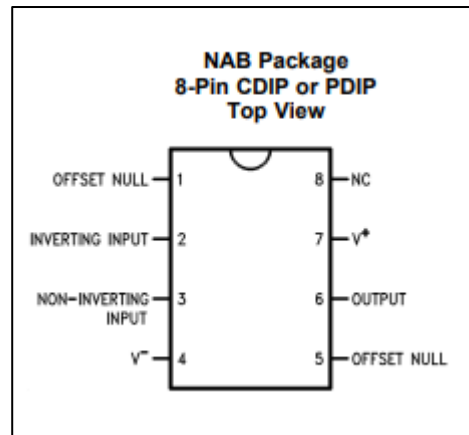 NAB Package
8-Pin CDIP or PDIP
Top View
OFFSET NULL 1
8 NC
INVERTING INPUT 2
7 V+
NON-INVERTING
INPUT
3
6 OUTPUT
V- 4
5 OFFSET NULL